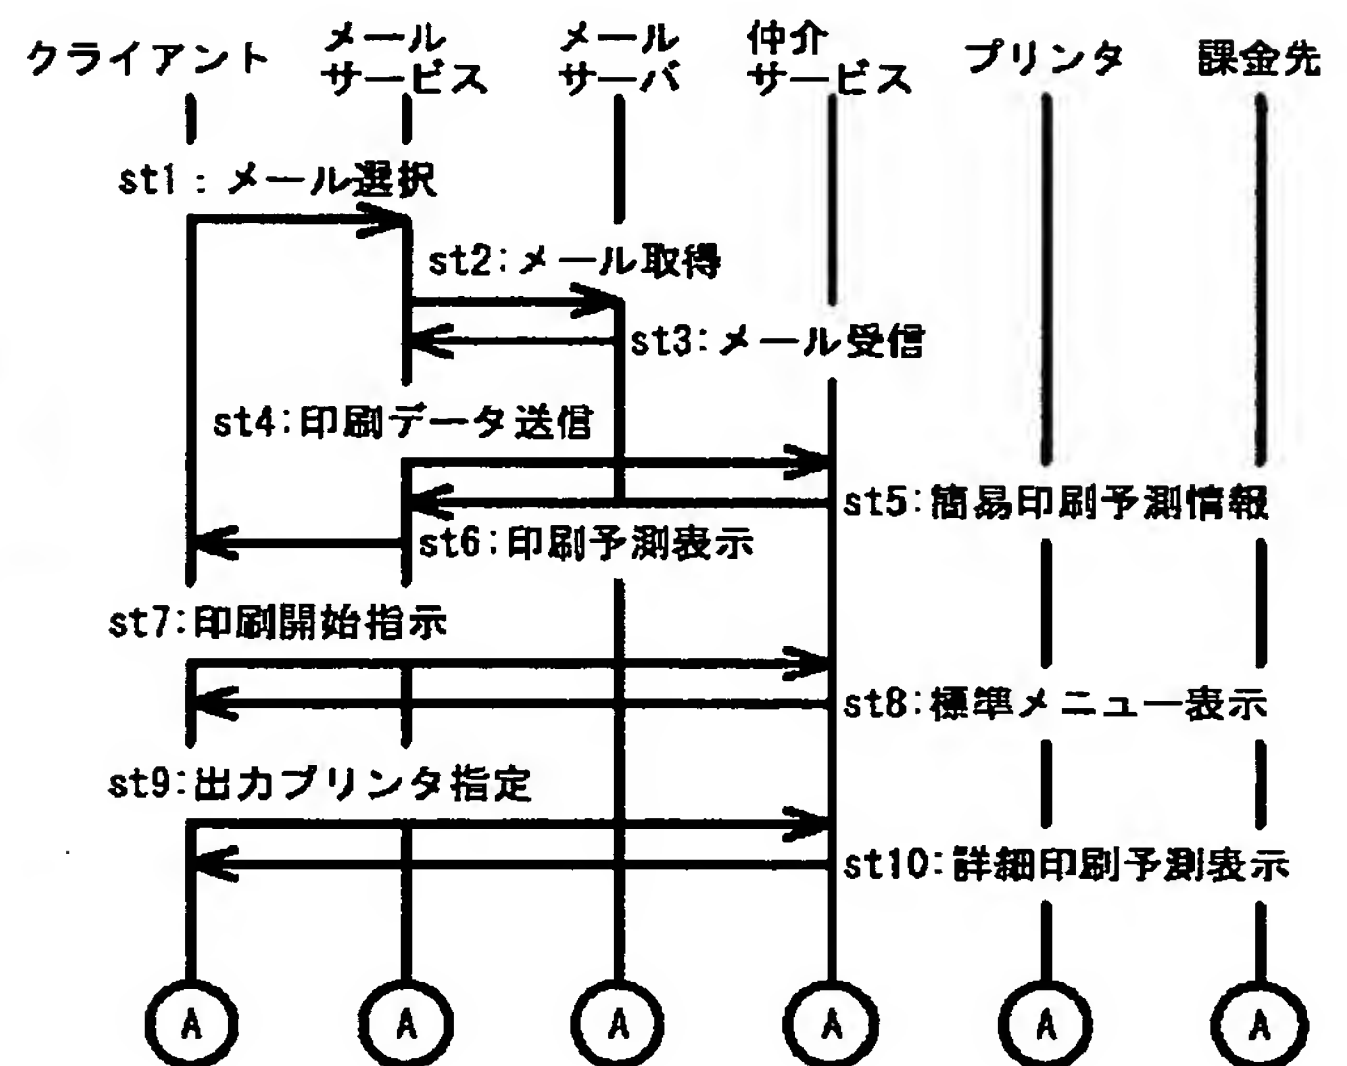 クライアント
メール
サービス
メール
サーバ
仲介
サービス
プリンタ
課金先
st1：メール選択
st2:メール取得
st3:メール受信
st4:印刷データ送信
st5:簡易印刷予測情報
st6:印刷予測表示
st7:印刷開始指示
st8:標準メニュー表示
st9:出力プリンタ指定
st10:詳細印刷予測表示
A A A A A A